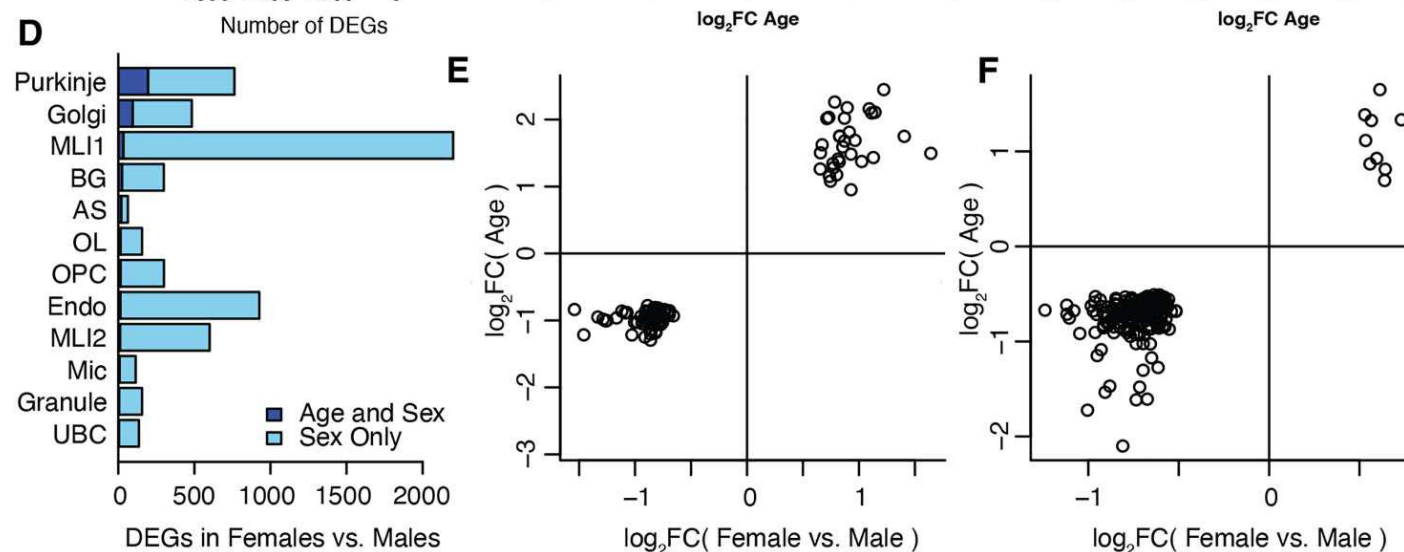 log₂FC Age
log₂FC Age
D
Number of DEGs
Purkinje
Golgi
MLI1
BG
AS
OL
OPC
Endo
MLI2
Mic
Granule
UBC
Age and Sex
Sex Only
0 500 1000 1500 2000
DEGs in Females vs. Males
E
log₂FC( Age )
2
1
0
−1
−2
−3
−1 0 1
log₂FC( Female vs. Male )
F
log₂FC( Age )
1
0
−1
−2
−1 0
log₂FC( Female vs. Male )